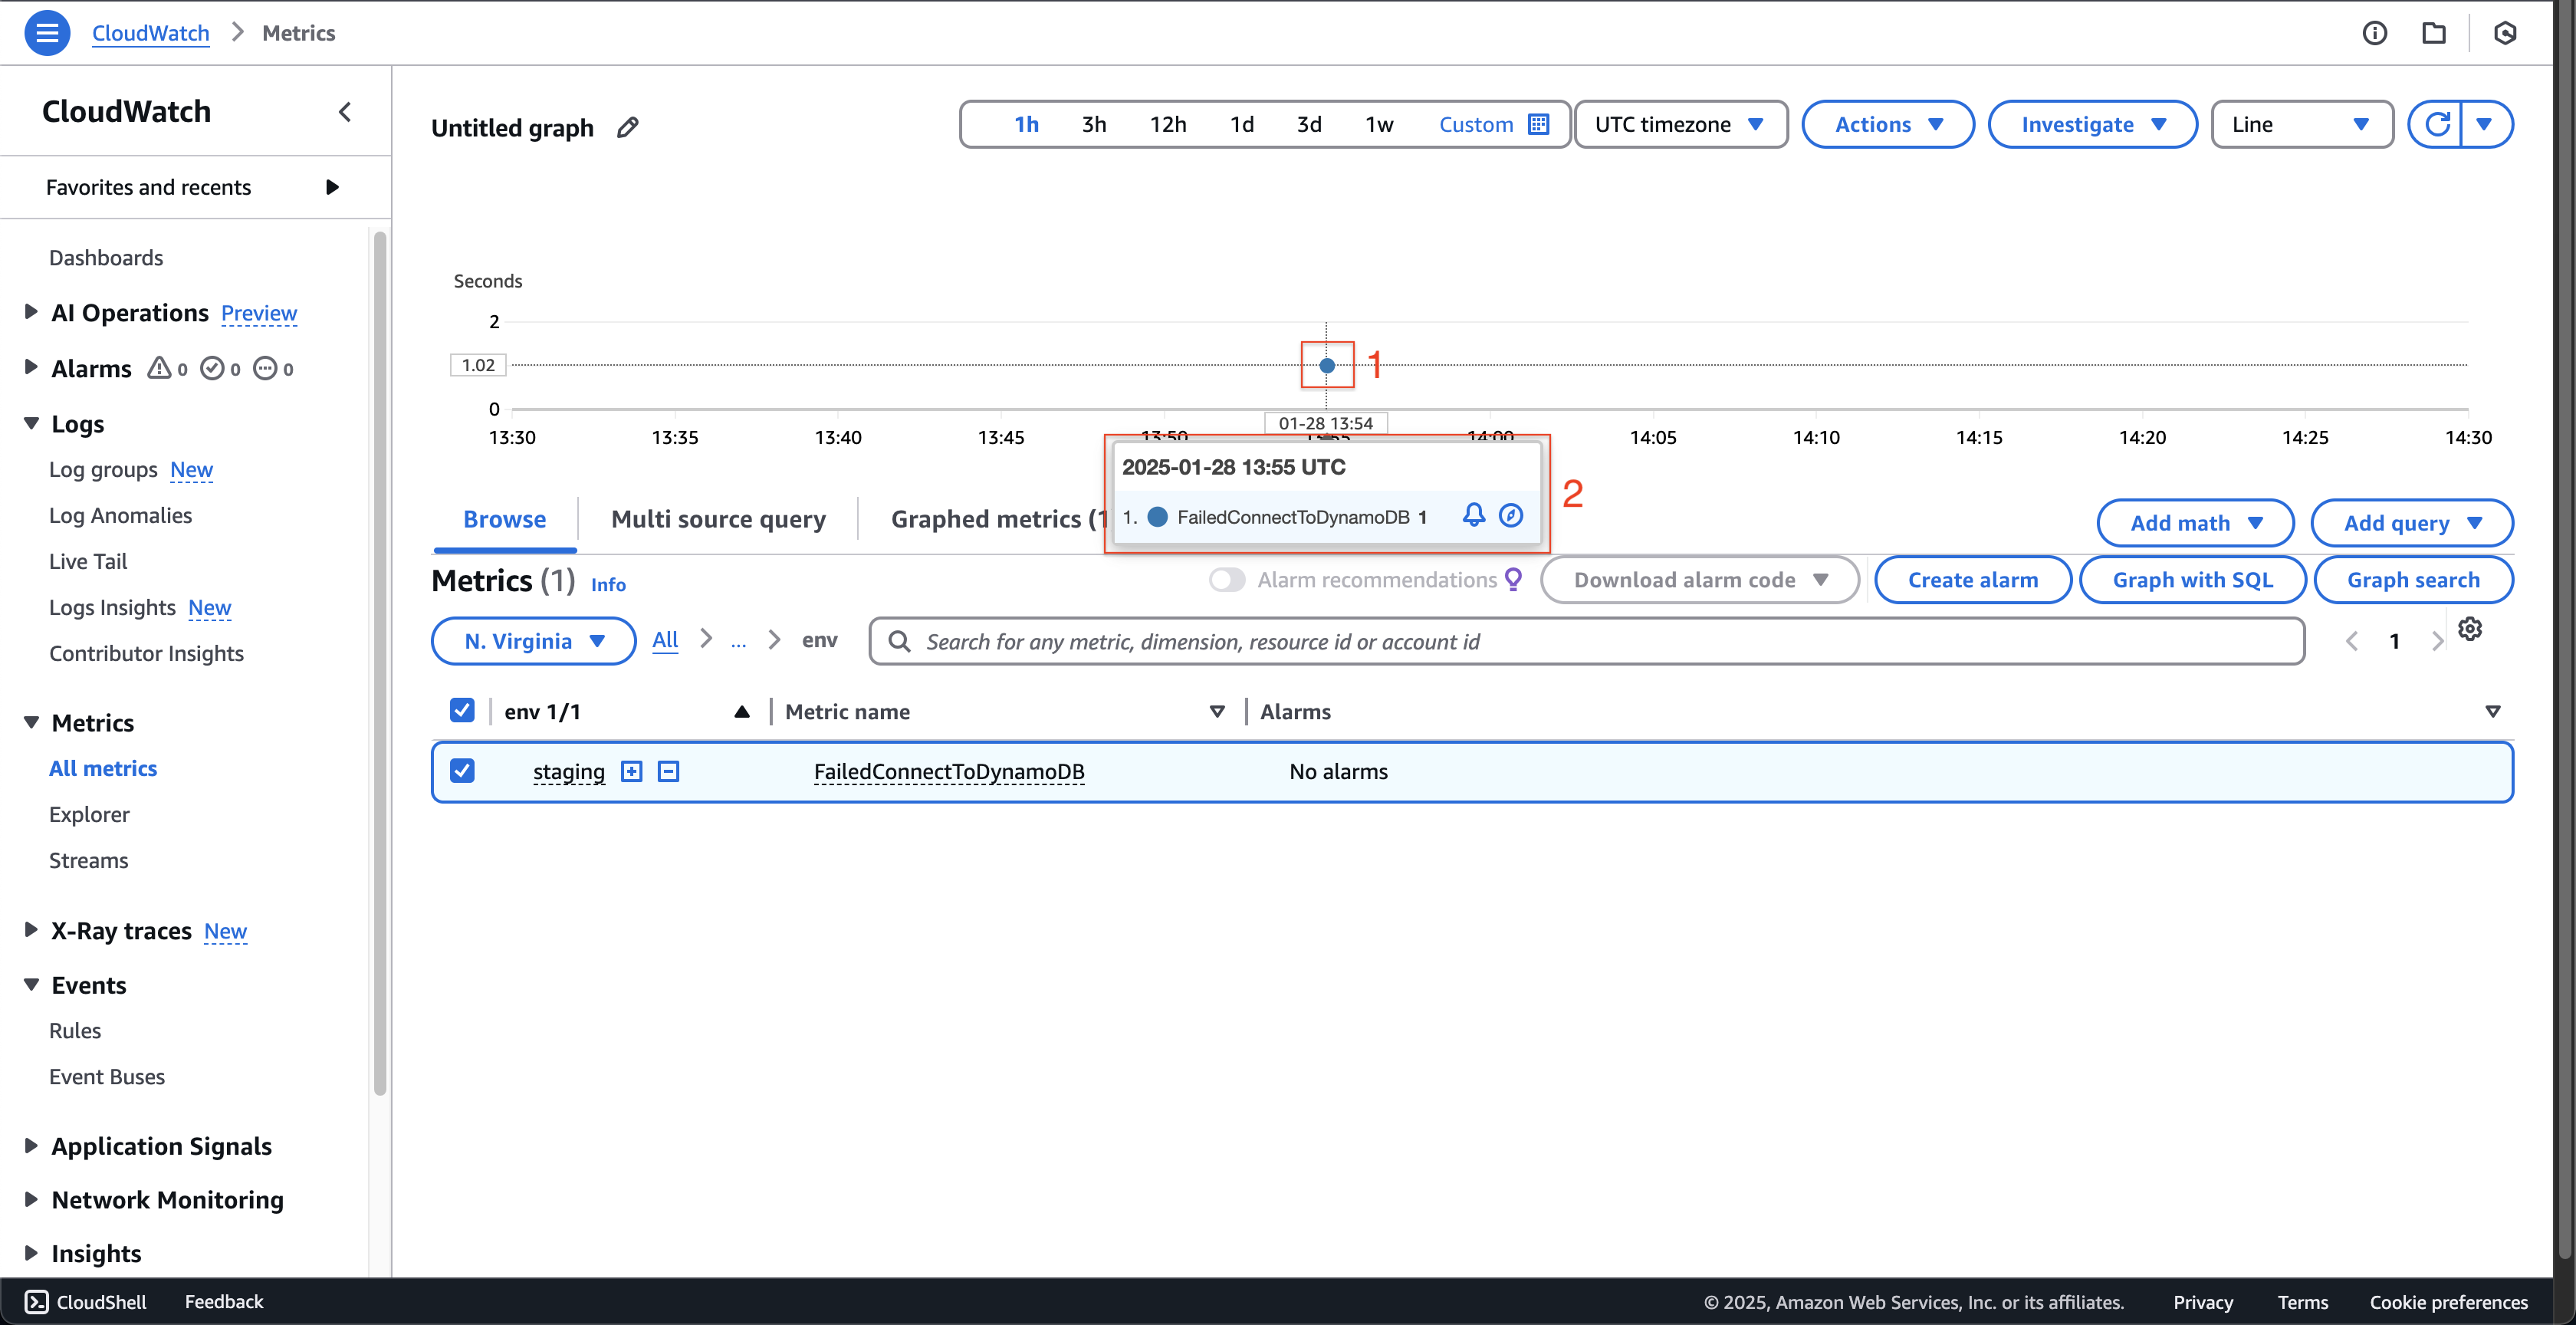 CloudWatch > Metrics
CloudWatch
Favorites and recents
Dashboards
AI Operations Preview
Alarms 0 0 0
Logs
Log groups New
Log Anomalies
Live Tail
Logs Insights New
Contributor Insights
Metrics
All metrics
Explorer
Streams
X-Ray traces New
Events
Rules
Event Buses
Application Signals
Network Monitoring
Insights
Untitled graph
1h 3h 12h 1d 3d 1w Custom UTC timezone Actions Investigate Line
Seconds
2
1.02
1
0
01-28 13:54
13:30 13:35 13:40 13:45 13:50 13:55 14:00 14:05 14:10 14:15 14:20 14:25 14:30
2025-01-28 13:55 UTC
1. FailedConnectToDynamoDB 1
2
Browse Multi source query Graphed metrics (1 Add math Add query
Metrics (1) Info Alarm recommendations Download alarm code Create alarm Graph with SQL Graph search
N. Virginia All > ... > env Search for any metric, dimension, resource id or account id 1
env 1/1 Metric name Alarms
staging FailedConnectToDynamoDB No alarms
CloudShell Feedback © 2025, Amazon Web Services, Inc. or its affiliates. Privacy Terms Cookie preferences